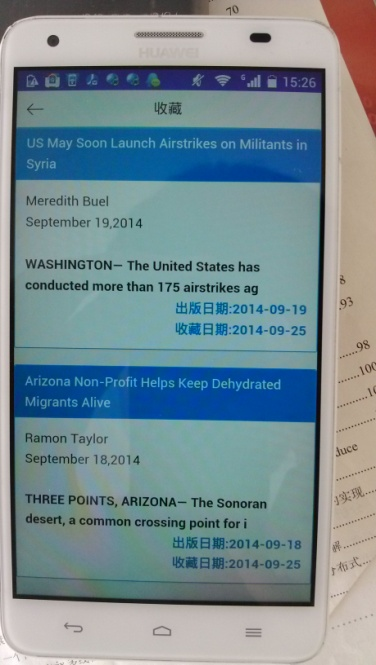 70
HUAWEI
15:26
收藏
US May Soon Launch Airstrikes on Militants in
Syria
Meredith Buel
September 19,2014
WASHINGTON— The United States has
conducted more than 175 airstrikes ag
出版日期:2014-09-19
收藏日期:2014-09-25
Arizona Non-Profit Helps Keep Dehydrated
Migrants Alive
Ramon Taylor
September 18,2014
THREE POINTS, ARIZONA— The Sonoran
desert, a common crossing point for i
出版日期:2014-09-18
收藏日期:2014-09-25
8
.93
.....98
....100
duce
实现